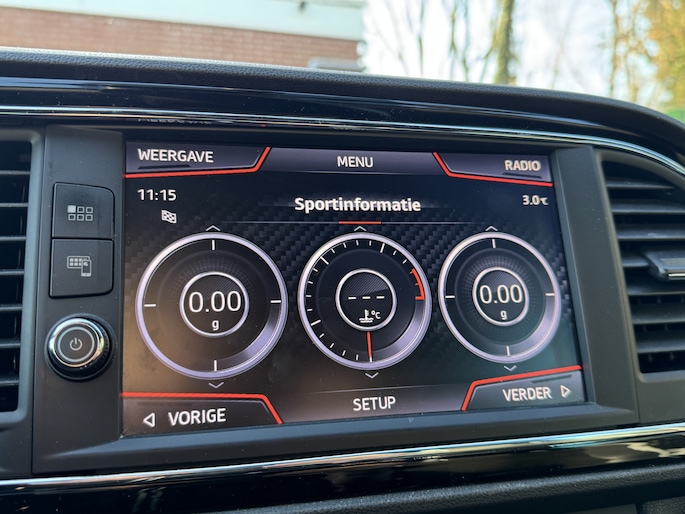 WEERGAVE
MENU
RADIO
11:15
Sportinformatie
3.0°C
0.00
g
---
°C
0.00
g
◁ VORIGE
SETUP
VERDER ▷